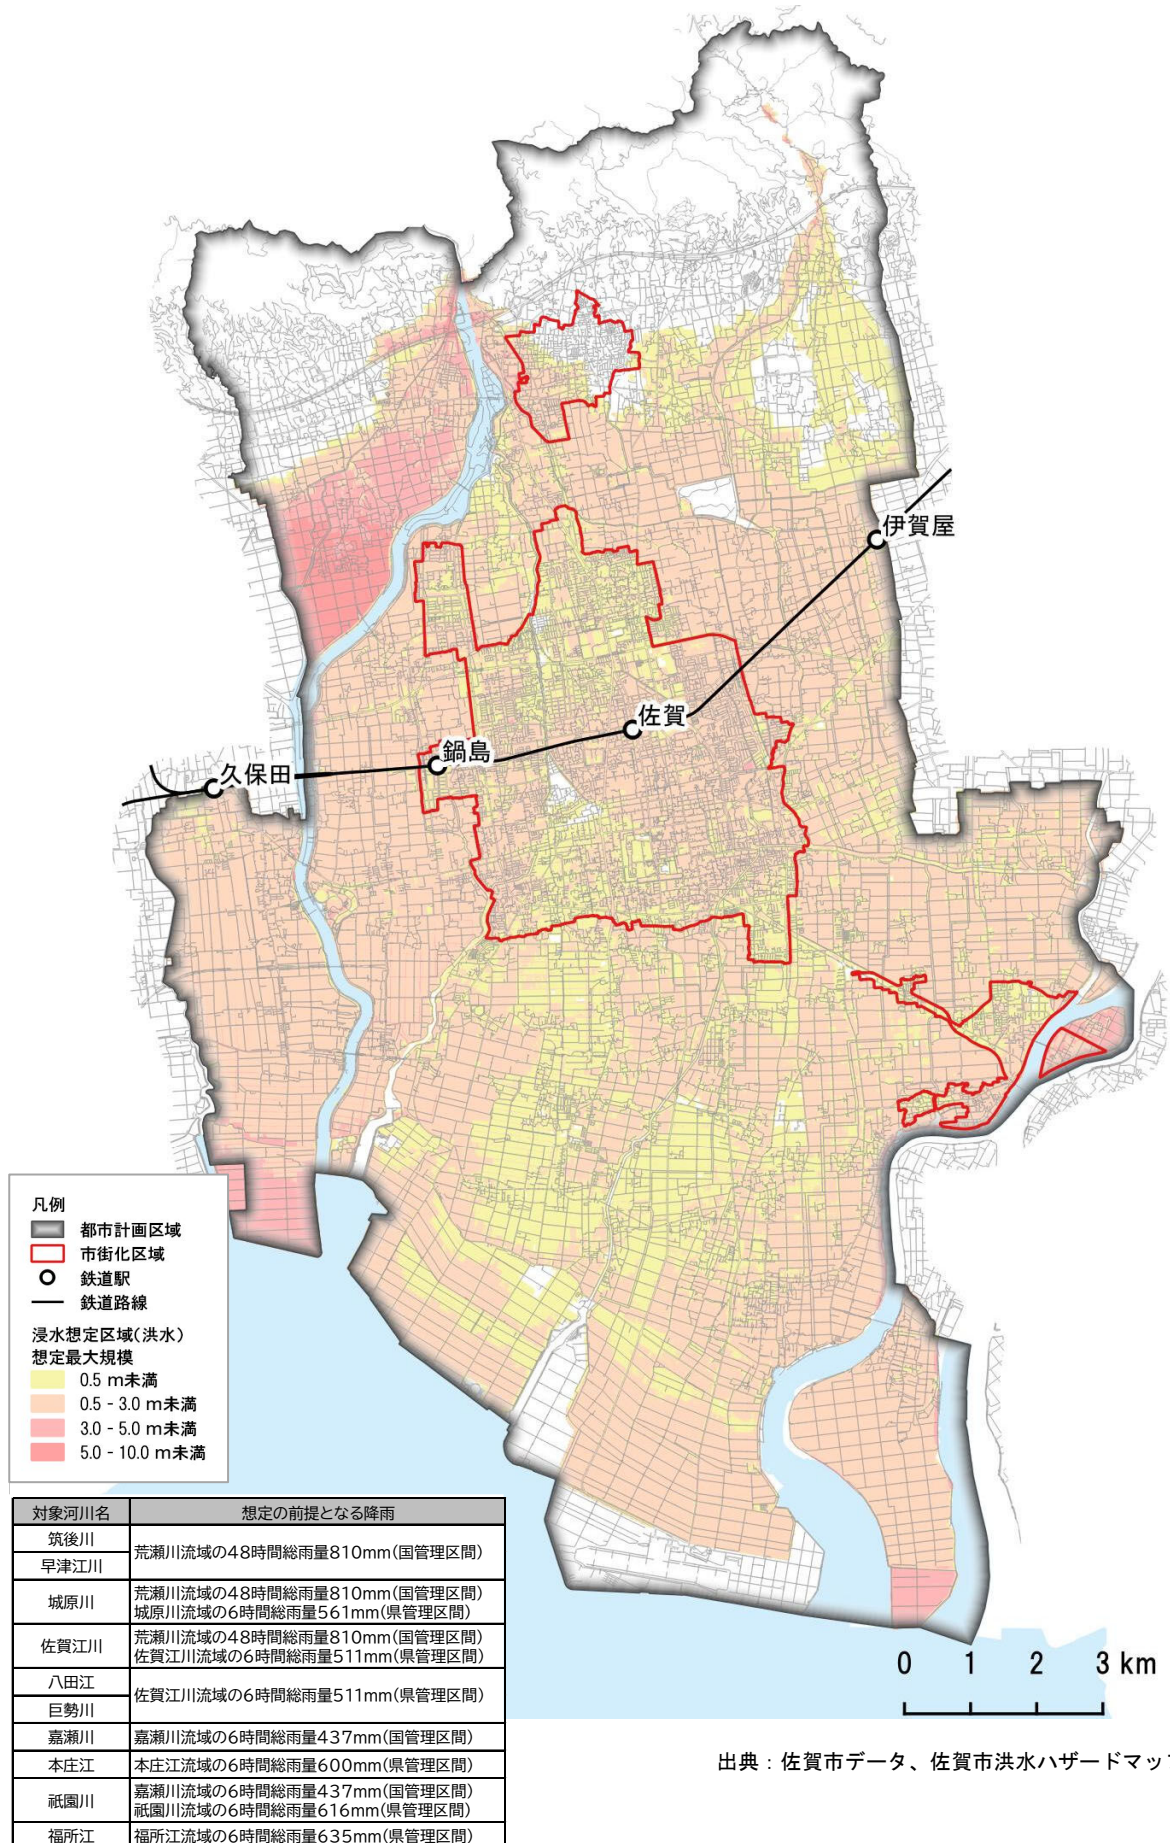 伊賀屋
佐賀
鍋島
久保田
凡例
都市計画区域
市街化区域
鉄道駅
鉄道路線
浸水想定区域(洪水)
想定最大規模
0.5 m未満
0.5 - 3.0 m未満
3.0 - 5.0 m未満
5.0 - 10.0 m未満
対象河川名 想定の前提となる降雨
筑後川
早津江川
荒瀬川流域の48時間総雨量810mm(国管理区間)
城原川
荒瀬川流域の48時間総雨量810mm(国管理区間)
城原川流域の6時間総雨量561mm(県管理区間)
佐賀江川
荒瀬川流域の48時間総雨量810mm(国管理区間)
佐賀江川流域の6時間総雨量511mm(県管理区間)
八田江
巨勢川
佐賀江川流域の6時間総雨量511mm(県管理区間)
嘉瀬川 嘉瀬川流域の6時間総雨量437mm(国管理区間)
本庄江 本庄江流域の6時間総雨量600mm(県管理区間)
祇園川
嘉瀬川流域の6時間総雨量437mm(国管理区間)
祇園川流域の6時間総雨量616mm(県管理区間)
福所江 福所江流域の6時間総雨量635mm(県管理区間)
0 1 2 3 km
出典：佐賀市データ、佐賀市洪水ハザードマップ